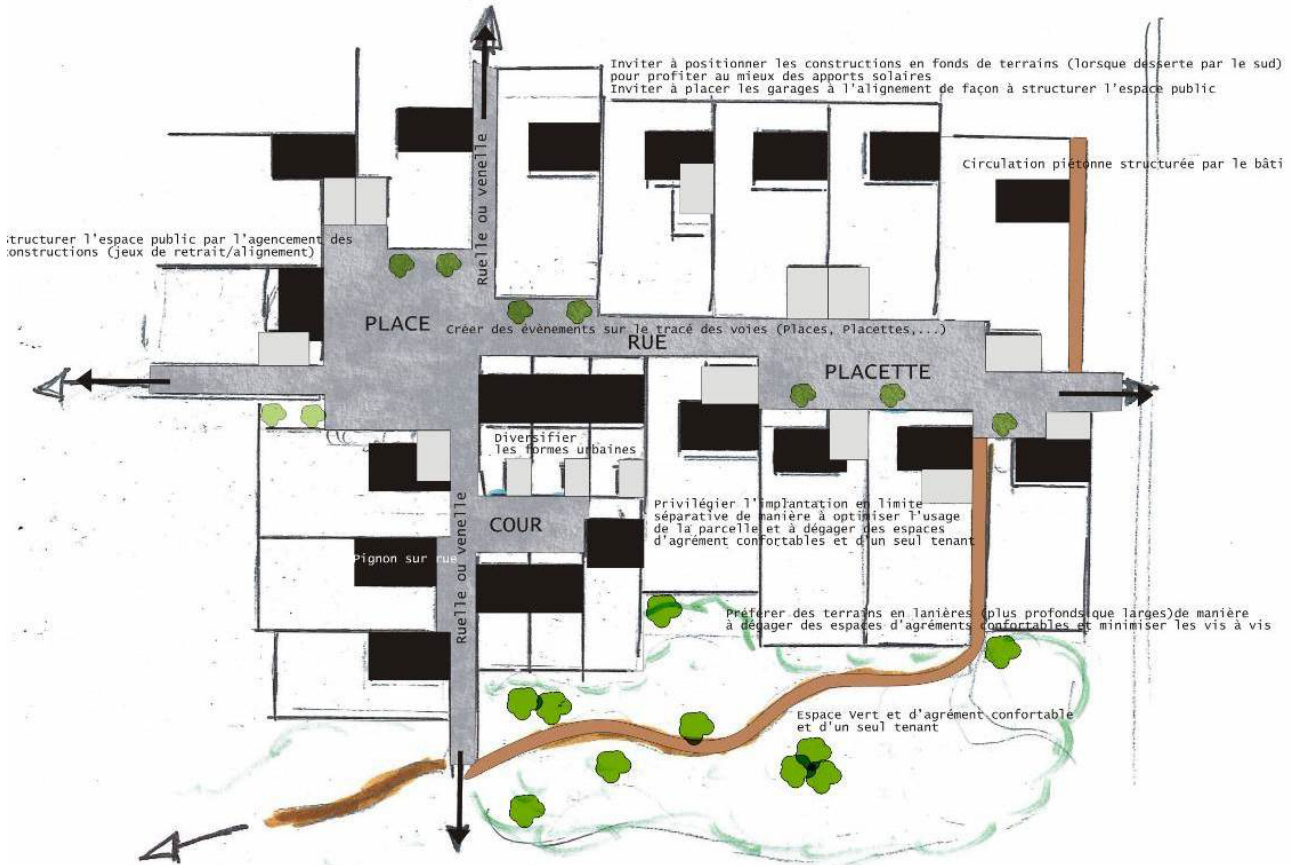 Inviter à positionner les constructions en fonds de terrains (lorsque desserte par le sud)
pour profiter au mieux des apports solaires
Inviter à placer les garages à l'alignement de façon à structurer l'espace public
Ruelle ou venelle
Circulation piétonne structurée par le bâti
structurer l'espace public par l'agencement des
constructions (jeux de retrait/alignement)
PLACE
Créer des évènements sur le tracé des voies (Places, Placettes,...)
RUE
PLACETTE
Diversifier
les formes urbaines
Privilégier l'implantation en limite
séparative de manière à optimiser l'usage
de la parcelle et à dégager des espaces
d'agrément confortables et d'un seul tenant
COUR
Pignon sur rue
Ruelle ou venelle
Préférer des terrains en lanières (plus profonds que larges)de manière
à dégager des espaces d'agréments confortables et minimiser les vis à vis
Espace Vert et d'agrément confortable
et d'un seul tenant